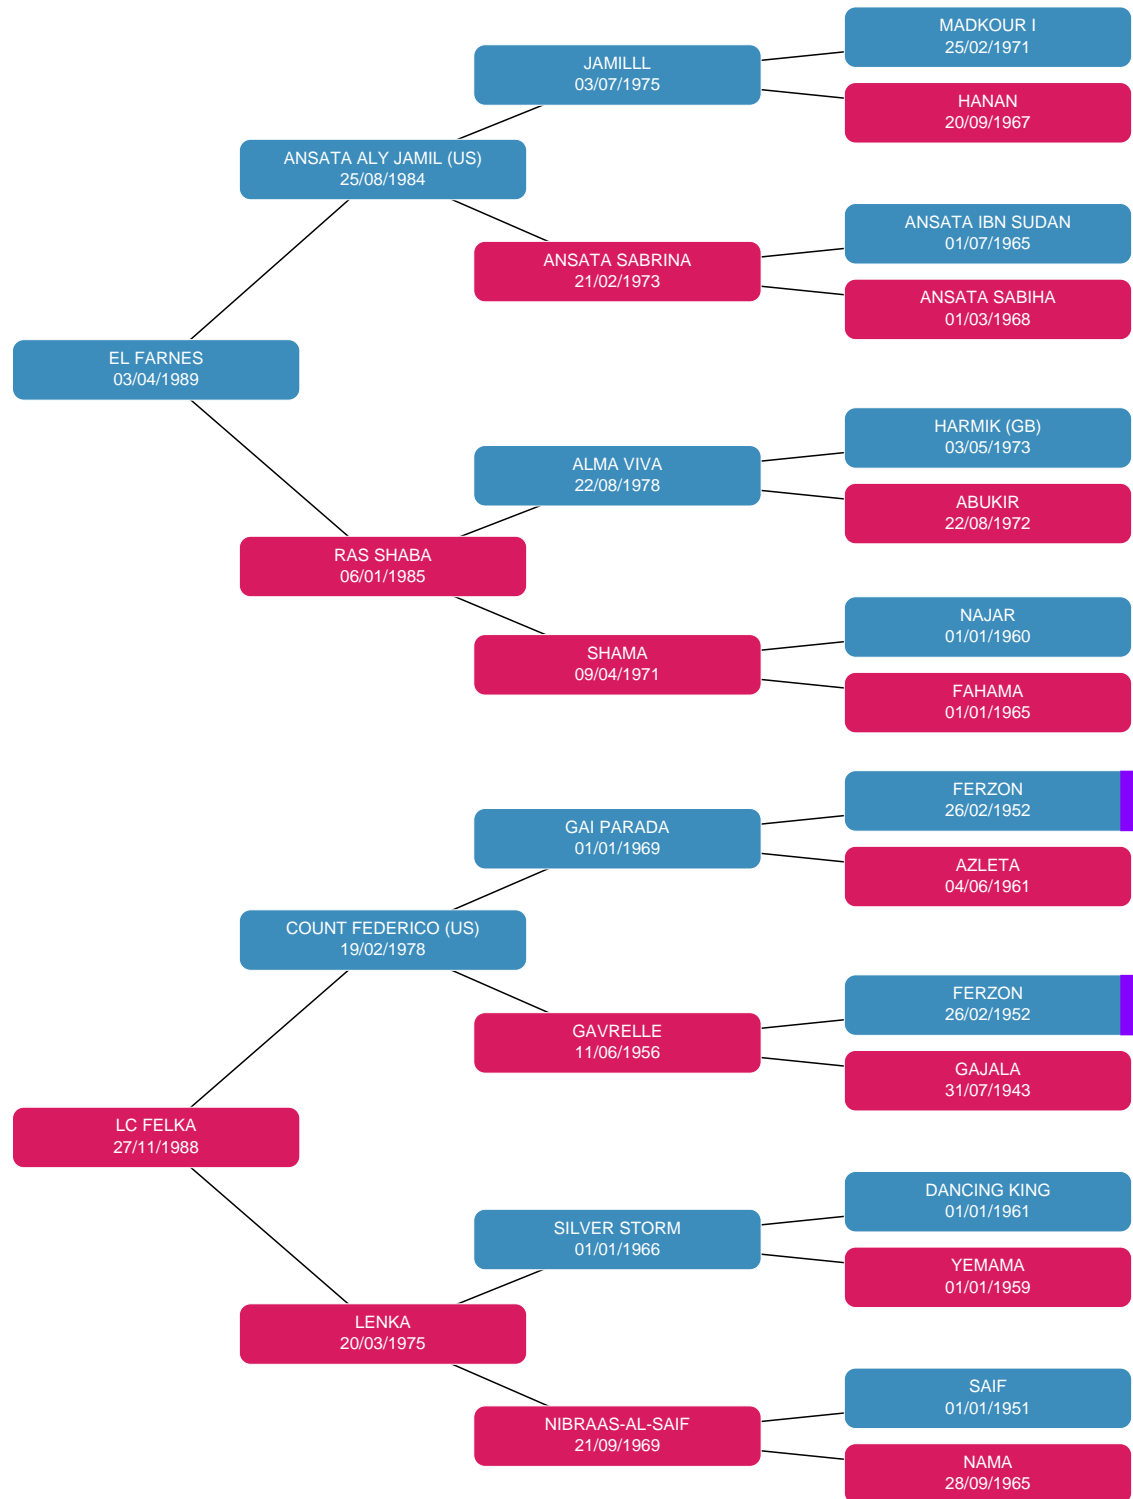 MADKOUR I
25/02/1971
JAMILLL
03/07/1975
HANAN
20/09/1967
ANSATA ALY JAMIL (US)
25/08/1984
ANSATA IBN SUDAN
01/07/1965
ANSATA SABRINA
21/02/1973
ANSATA SABIHA
01/03/1968
EL FARNES
03/04/1989
HARMIK (GB)
03/05/1973
ALMA VIVA
22/08/1978
ABUKIR
22/08/1972
RAS SHABA
06/01/1985
NAJAR
01/01/1960
SHAMA
09/04/1971
FAHAMA
01/01/1965
FERZON
26/02/1952
GAI PARADA
01/01/1969
AZLETA
04/06/1961
COUNT FEDERICO (US)
19/02/1978
FERZON
26/02/1952
GAVRELLE
11/06/1956
GAJALA
31/07/1943
LC FELKA
27/11/1988
DANCING KING
01/01/1961
SILVER STORM
01/01/1966
YEMAMA
01/01/1959
LENKA
20/03/1975
SAIF
01/01/1951
NIBRAAS-AL-SAIF
21/09/1969
NAMA
28/09/1965